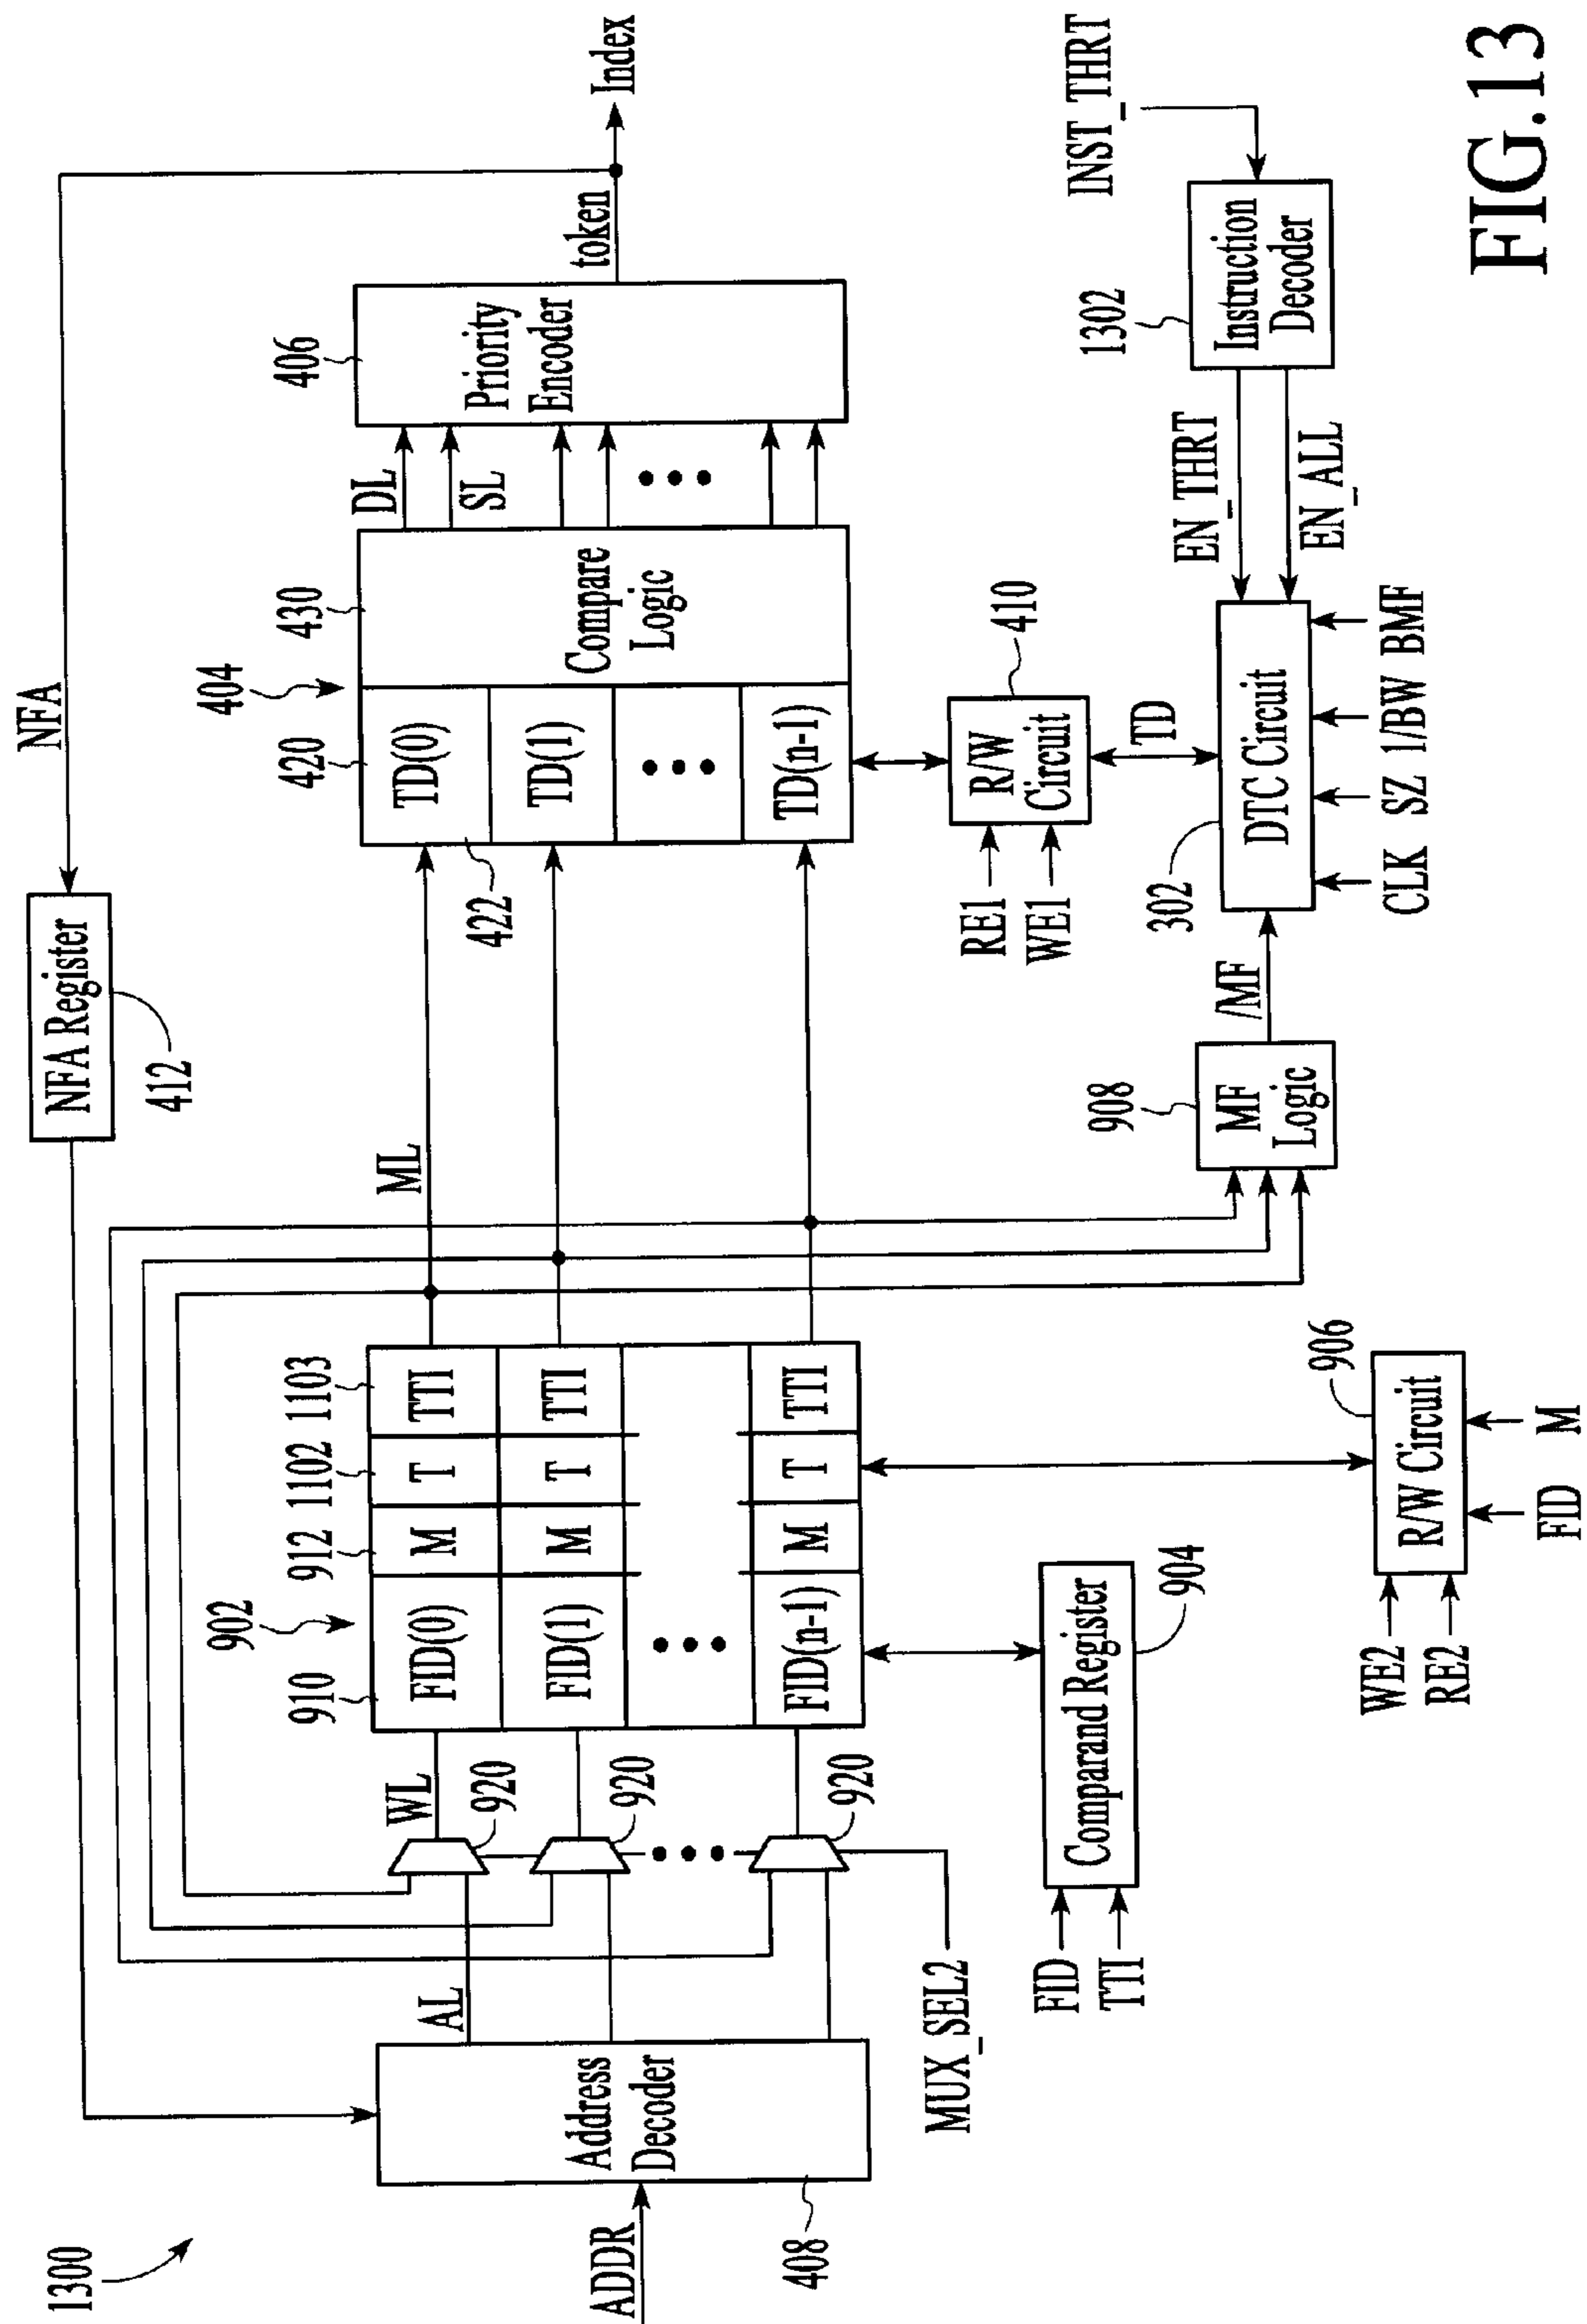 1300
NFA
NFA Register
412
ADDR
Address
Decoder
408
AL
WL
920
920
920
MUX_SEL2
902
910
912
1102
1103
FID(0)
M
T
TTI
FID(1)
M
T
TTI
FID(n-1)
M
T
TTI
ML
404
420
430
TD(0)
TD(1)
TD(n-1)
422
Compare
Logic
DL
SL
406
Priority
Encoder
token
Index
FID
TTI
Comparand Register
904
WE2
RE2
R/W Circuit
906
FID
M
908
MF
Logic
/MF
RE1
WE1
R/W
Circuit
410
TD
302
DTC Circuit
CLK
SZ
1/BW
BMF
EN_THRT
EN_ALL
1302
Instruction
Decoder
INST_THRT
FIG.13